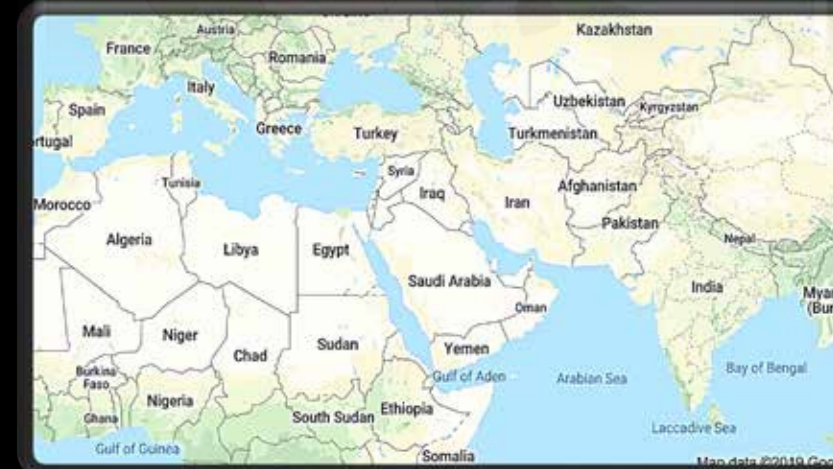 Austria
Kazakhstan
France
Romania
Italy
Uzbekistan
Kyrgyzstan
Spain
Greece
Turkey
Turkmenistan
rtugal
Syria
Tunisia
Afghanistan
Iraq
Iran
Morocco
Pakistan
Algeria
Libya
Egypt
Nepal
Saudi Arabia
India
Myar
(Bur
Oman
Mali
Niger
Sudan
Yemen
Chad
Burkina
Faso
Gulf of Aden
Arabian Sea
Bay of Bengal
Nigeria
Ethiopia
Ghana
South Sudan
Laccadive Sea
Gulf of Guinea
Somalia
Map data ©2019 Goo